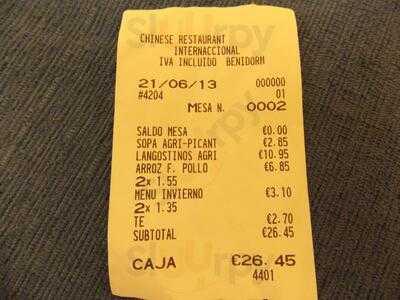 CHINESE RESTAURANT
INTERNACCIONAL
IVA INCLUIDO BENIDORM
21/06/13 000000
#4204 01
MESA N. 0002
SALDO MESA €0.00
SOPA AGRI-PICANT €2.85
LANGOSTINOS AGRI €10.95
ARROZ F. POLLO €6.85
2x 1.55
MENU INVIERNO €3.10
2x 1.35
TE €2.70
SUBTOTAL €26.45
CAJA €26.45
4401